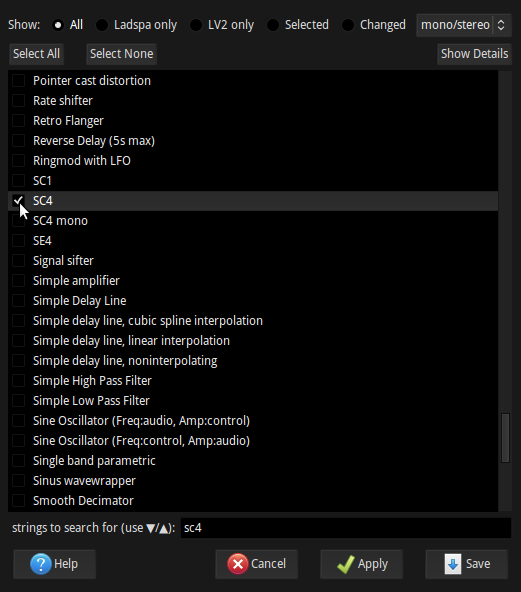 Show: All Ladspa only LV2 only Selected Changed mono/stereo
Select All Select None Show Details
Pointer cast distortion
Rate shifter
Retro Flanger
Reverse Delay (5s max)
Ringmod with LFO
SC1
SC4
SC4 mono
SE4
Signal sifter
Simple amplifier
Simple Delay Line
Simple delay line, cubic spline interpolation
Simple delay line, linear interpolation
Simple delay line, noninterpolating
Simple High Pass Filter
Simple Low Pass Filter
Sine Oscillator (Freq:audio, Amp:control)
Sine Oscillator (Freq:control, Amp:audio)
Single band parametric
Sinus wavewrapper
Smooth Decimator
strings to search for (use ▼/▲): sc4
Help Cancel Apply Save